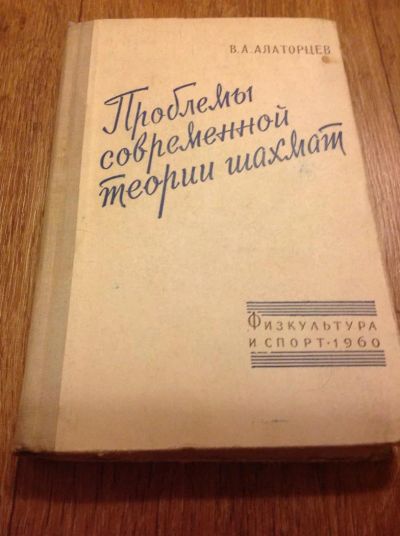 В. А. АЛАТОРЦЕВ
Проблемы
современной
теории шахмат
ФИЗКУЛЬТУРА
И СПОРТ · 1960